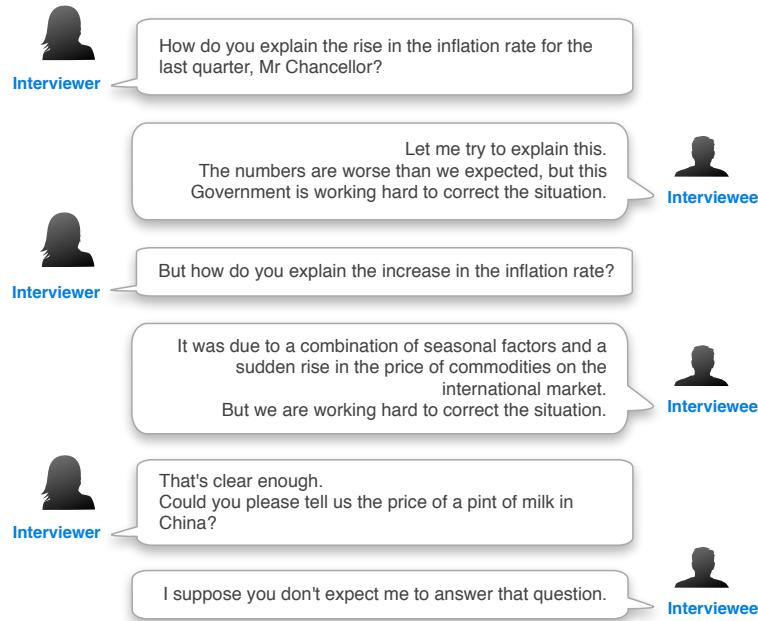 How do you explain the rise in the inflation rate for the
last quarter, Mr Chancellor?
Interviewer
Let me try to explain this.
The numbers are worse than we expected, but this
Government is working hard to correct the situation.
Interviewee
But how do you explain the increase in the inflation rate?
Interviewer
It was due to a combination of seasonal factors and a
sudden rise in the price of commodities on the
international market.
But we are working hard to correct the situation.
Interviewee
That's clear enough.
Could you please tell us the price of a pint of milk in
China?
Interviewer
I suppose you don't expect me to answer that question.
Interviewee